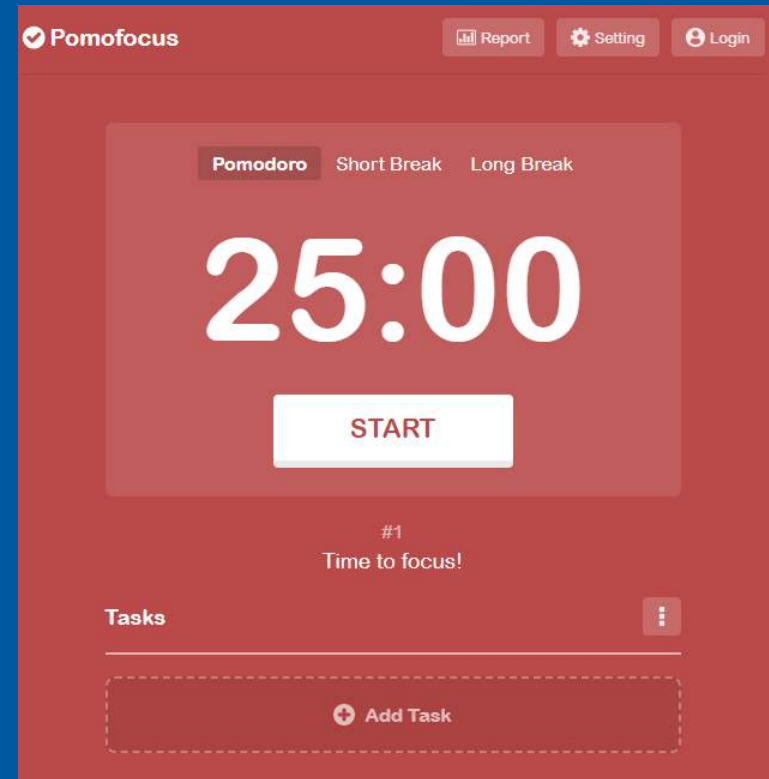 Pomofocus Report Setting Login
Pomodoro Short Break Long Break
25:00
START
#1
Time to focus!
Tasks
Add Task